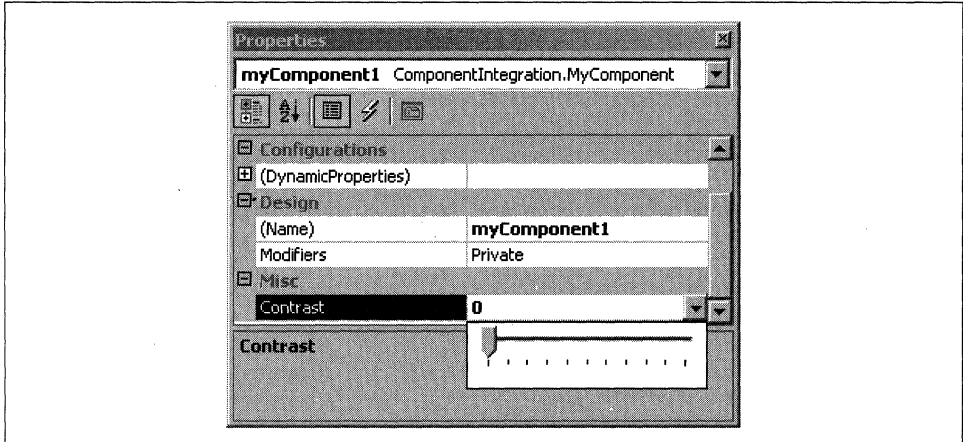 Properties
myComponent1 ComponentIntegration.MyComponent
Configurations
(DynamicProperties)
Design
(Name) myComponent1
Modifiers Private
Misc
Contrast 0
Contrast